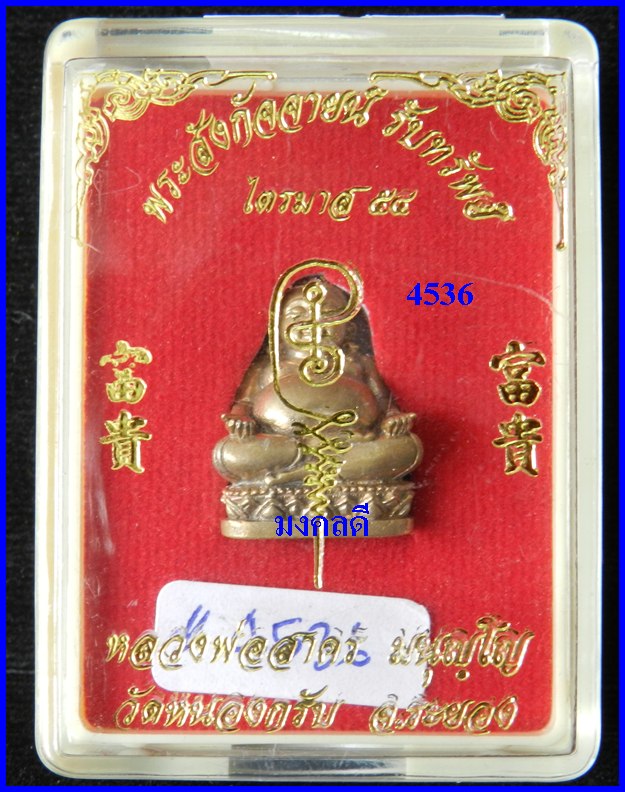 พระสังกัจจายน์ รับทรัพย์
ไตรมาส ๕๔
4536
富貴
富貴
มงคลดี
หลวงพ่อสาคร มนุญฺโญ
วัดหนองกรับ จ.ระยอง